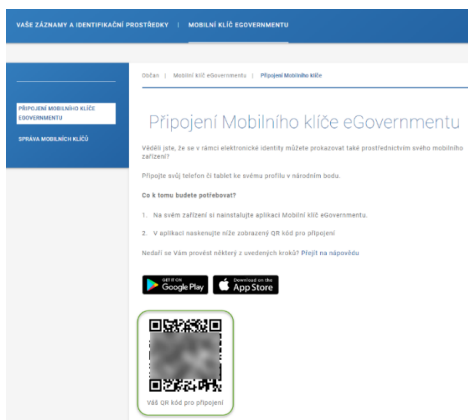 VAŠE ZÁZNAMY A IDENTIFIKAČNÍ PROSTŘEDKY | MOBILNÍ KLÍČ EGOVERNMENTU
PŘIPOJENÍ MOBILNÍHO KLÍČE
EGOVERNMENTU
SPRÁVA MOBILNÍCH KLÍČŮ
Občan | Mobilní klíč eGovernmentu | Připojení Mobilního klíče
Připojení Mobilního klíče eGovernmentu
Věděli jste, že se v rámci elektronické identity můžete prokazovat také prostřednictvím svého mobilního
zařízení?
Připojte svůj telefon či tablet ke svému profilu v národním bodu.
Co k tomu budete potřebovat?
1. Na svém zařízení si nainstalujte aplikaci Mobilní klíč eGovernmentu.
2. V aplikaci naskenujte níže zobrazený QR kód pro připojení
Nedaří se Vám provést některý z uvedených kroků? Přejít na nápovědu
GET IT ON
Google Play
Download on the
App Store
Váš QR kód pro připojení